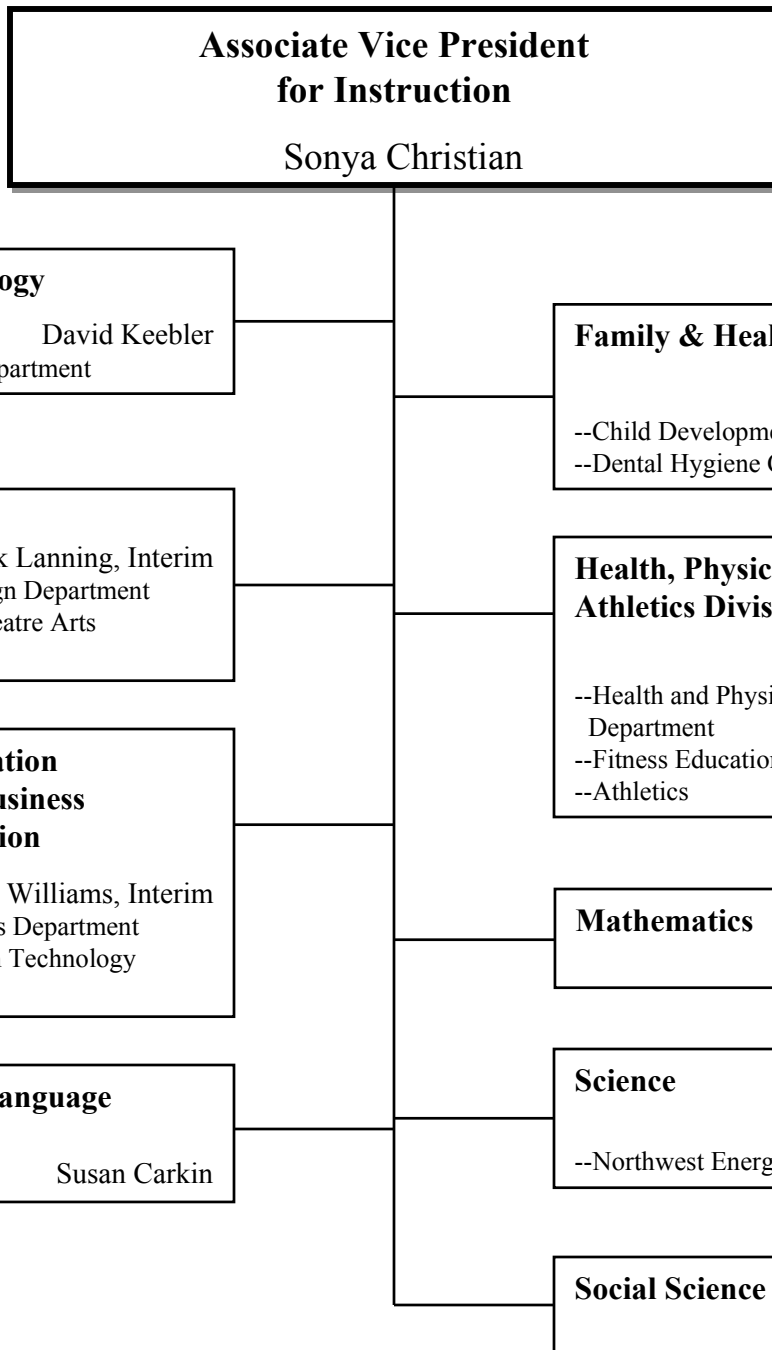 Associate Vice President
for Instruction
Sonya Christian
ogy
David Keebler
partment
k Lanning, Interim
gn Department
eatre Arts
ation
usiness
ion
Williams, Interim
s Department
n Technology
anguage
Susan Carkin
Family & Heal
--Child Developme
--Dental Hygiene C
Health, Physic
Athletics Divis
--Health and Physi
Department
--Fitness Education
--Athletics
Mathematics
Science
--Northwest Energ
Social Science